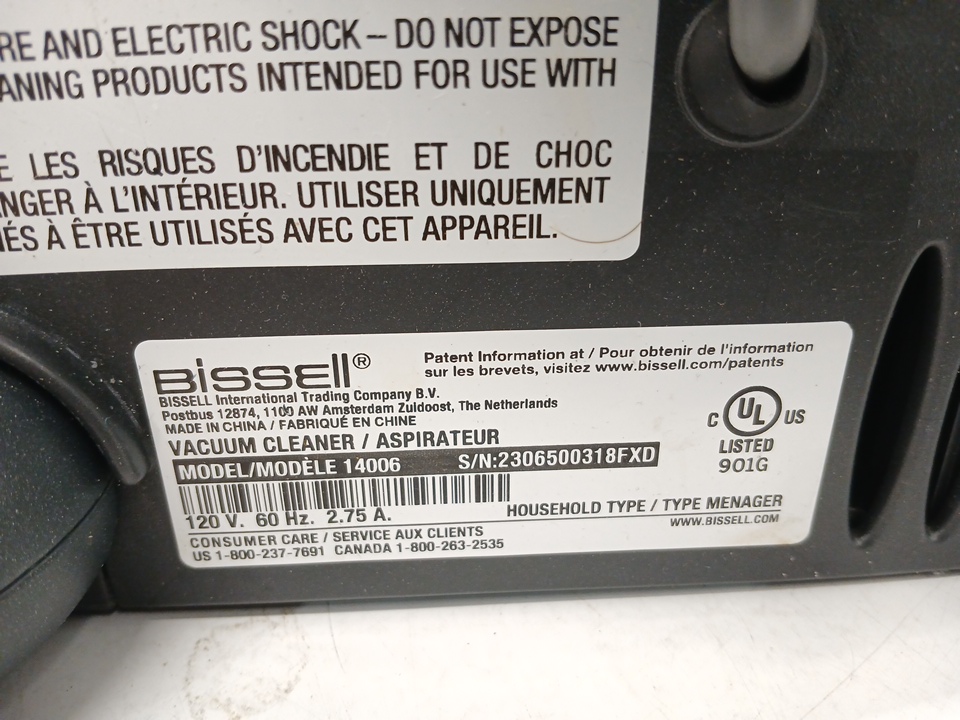 RE AND ELECTRIC SHOCK – DO NOT EXPOSE
ANING PRODUCTS INTENDED FOR USE WITH
E LES RISQUES D'INCENDIE ET DE CHOC
NGER À L'INTÉRIEUR. UTILISER UNIQUEMENT
ÉS À ÊTRE UTILISÉS AVEC CET APPAREIL.
BISSELL®
Patent Information at / Pour obtenir de l'information
sur les brevets, visitez www.bissell.com/patents
BISSELL International Trading Company B.V.
Postbus 12874, 1100 AW Amsterdam Zuidoost, The Netherlands
MADE IN CHINA / FABRIQUÉ EN CHINE
VACUUM CLEANER / ASPIRATEUR
MODEL/MODÈLE 14006 S/N:2306500318FXD
C UL US
LISTED
901G
120 V. 60 Hz. 2.75 A.
HOUSEHOLD TYPE / TYPE MENAGER
WWW.BISSELL.COM
CONSUMER CARE / SERVICE AUX CLIENTS
US 1-800-237-7691 CANADA 1-800-263-2535